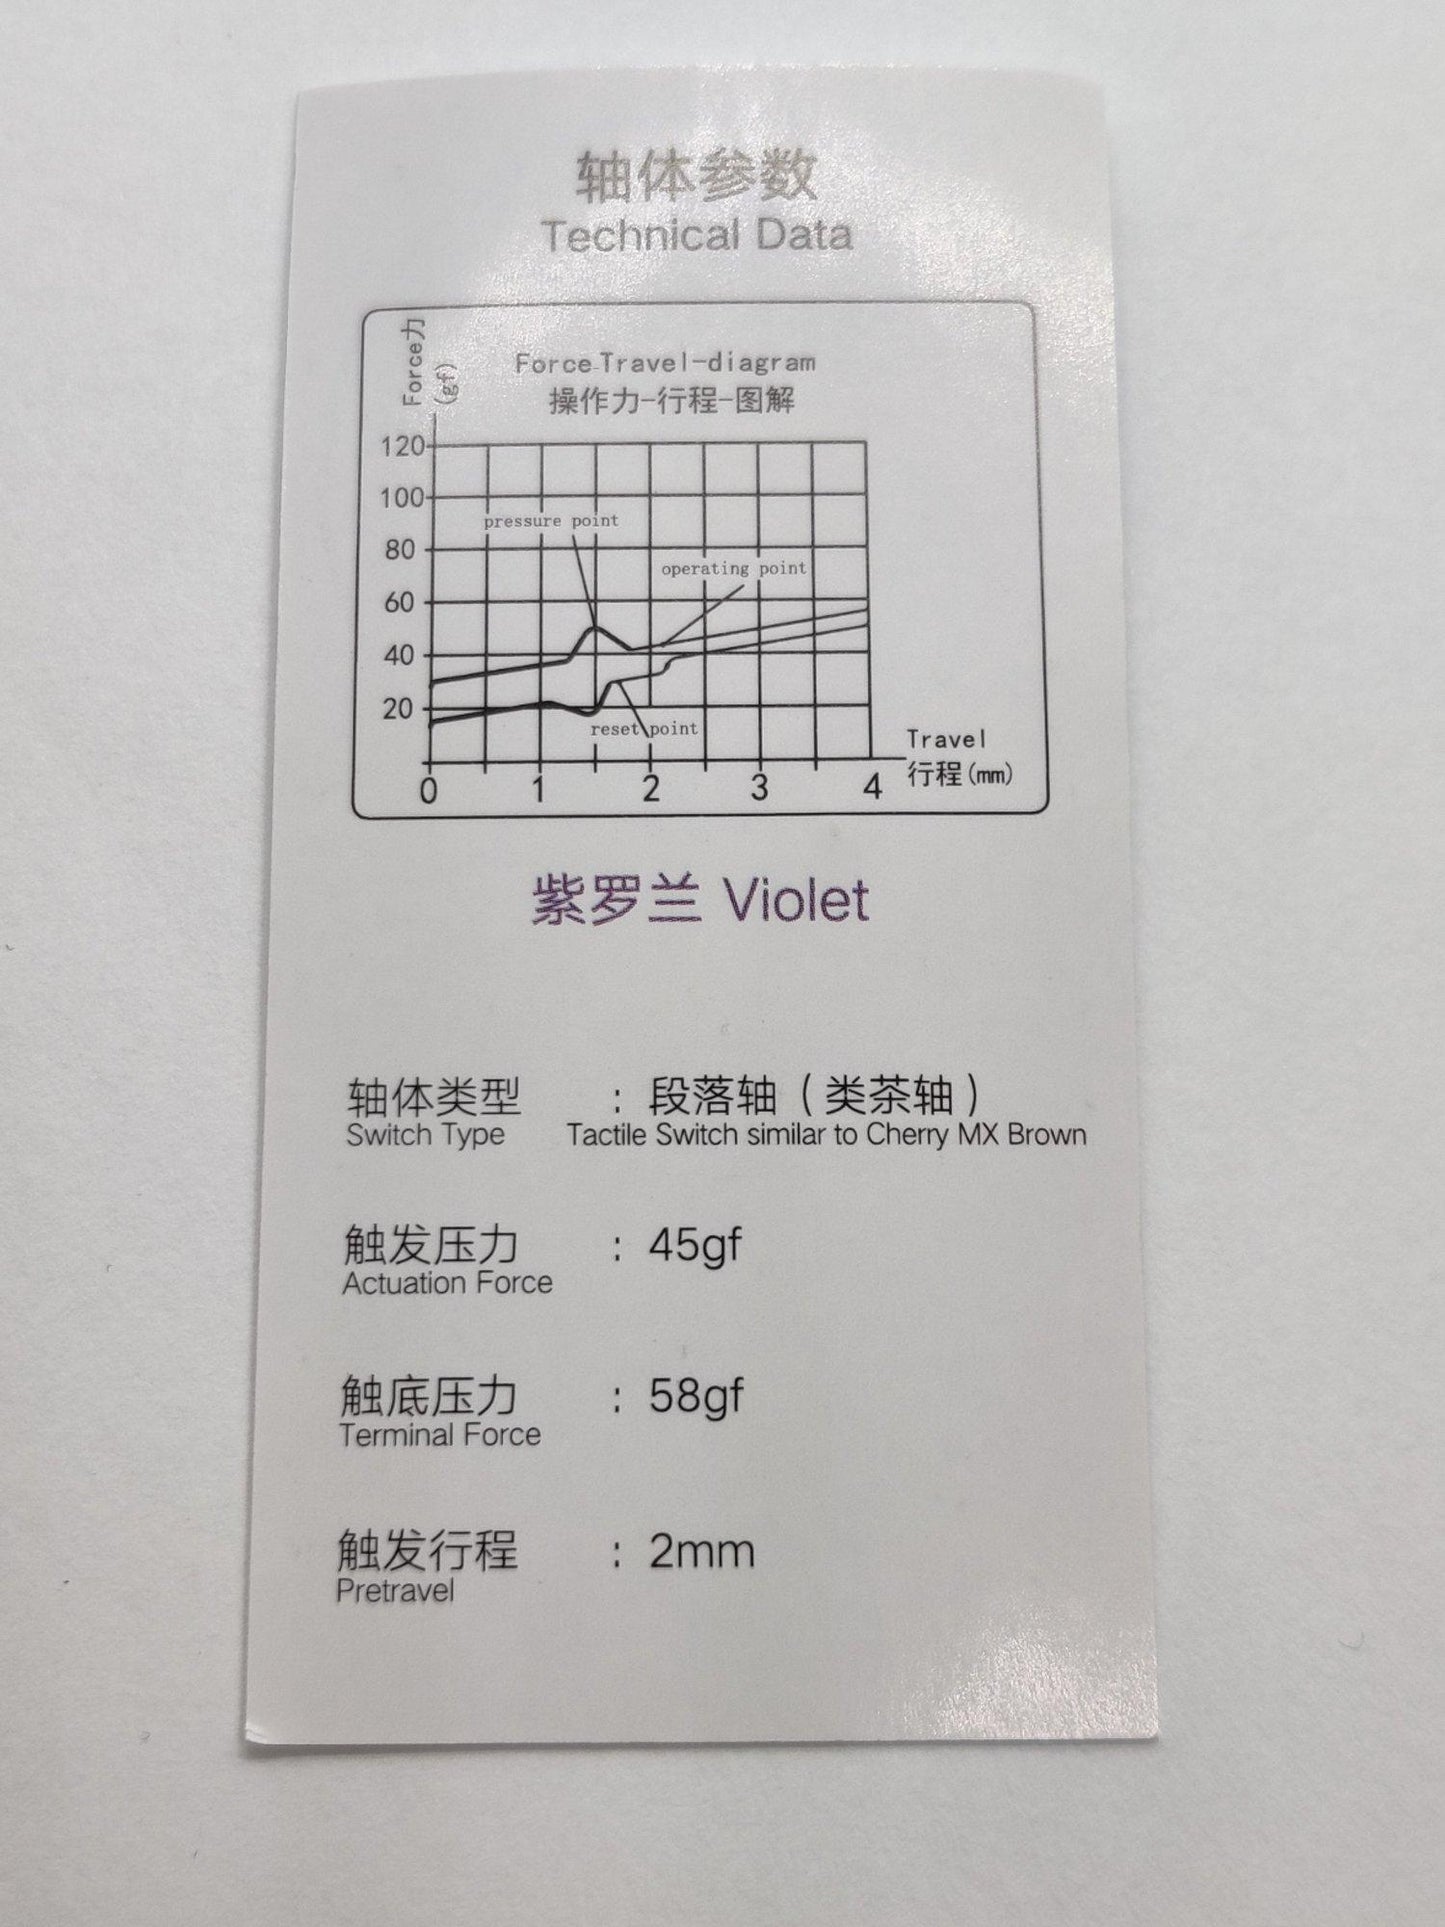 轴体参数
Technical Data
Force力
(gf)
Force-Travel-diagram
操作力-行程-图解
120
100
pressure point
80
operating point
60
40
20
reset point
Travel
行程(mm)
0 1 2 3 4
紫罗兰 Violet
轴体类型 : 段落轴(类茶轴)
Switch Type Tactile Switch similar to Cherry MX Brown
触发压力 : 45gf
Actuation Force
触底压力 : 58gf
Terminal Force
触发行程 : 2mm
Pretravel